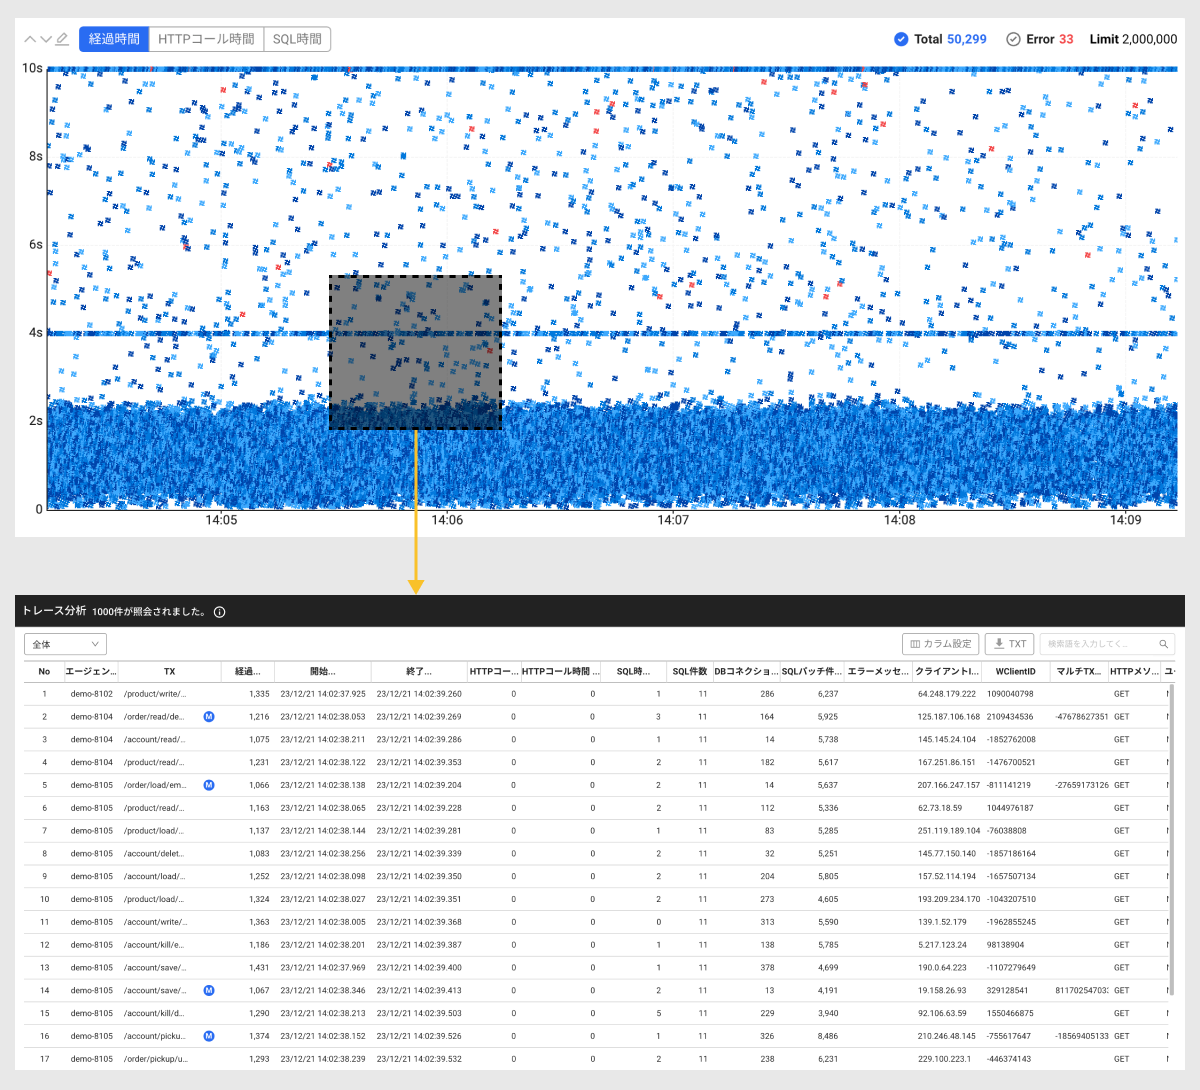 経過時間 HTTPコール時間 SQL時間 Total 50,299 Error 33 Limit 2,000,000
10s
8s
6s
4s
2s
0
14:05 14:06 14:07 14:08 14:09
トレース分析 1000件が照会されました。
全体 カラム設定 TXT 検索語を入力してく...
No エージェン... TX 経過... 開始... 終了... HTTPコー... HTTPコール時間 ... SQL時... SQL件数 DBコネクショ... SQLバッチ件... エラーメッセ... クライアントI... WClientID マルチTX... HTTPメソ... ユー
1 demo-8102 /product/write/... 1,335 23/12/21 14:02:37.925 23/12/21 14:02:39.260 0 0 1 11 286 6,237 64.248.179.222 1090040798 GET
2 demo-8104 /order/read/de... M 1,216 23/12/21 14:02:38.053 23/12/21 14:02:39.269 0 0 3 11 164 5,925 125.187.106.168 2109434536 -47678627351 GET
3 demo-8104 /account/read/... 1,075 23/12/21 14:02:38.211 23/12/21 14:02:39.286 0 0 1 11 14 5,738 145.145.24.104 -1852762008 GET
4 demo-8104 /product/read/... 1,231 23/12/21 14:02:38.122 23/12/21 14:02:39.353 0 0 2 11 182 5,617 167.251.86.151 -1476700521 GET
5 demo-8105 /order/load/em... M 1,066 23/12/21 14:02:38.138 23/12/21 14:02:39.204 0 0 2 11 14 5,637 207.166.247.157 -811141219 -27659173126 GET
6 demo-8105 /product/read/... 1,163 23/12/21 14:02:38.065 23/12/21 14:02:39.228 0 0 2 11 112 5,336 62.73.18.59 1044976187 GET
7 demo-8105 /product/load/... 1,137 23/12/21 14:02:38.144 23/12/21 14:02:39.281 0 0 1 11 83 5,285 251.119.189.104 -76038808 GET
8 demo-8105 /account/delet... 1,083 23/12/21 14:02:38.256 23/12/21 14:02:39.339 0 0 2 11 32 5,251 145.77.150.140 -1857186164 GET
9 demo-8105 /account/load/... 1,252 23/12/21 14:02:38.098 23/12/21 14:02:39.350 0 0 2 11 204 5,805 157.52.114.194 -1657507134 GET
10 demo-8105 /product/load/... 1,324 23/12/21 14:02:38.027 23/12/21 14:02:39.351 0 0 2 11 273 4,605 193.209.234.170 -1043207510 GET
11 demo-8105 /account/write/... 1,363 23/12/21 14:02:38.005 23/12/21 14:02:39.368 0 0 0 11 313 5,590 139.1.52.179 -1962855245 GET
12 demo-8105 /account/kill/e... 1,186 23/12/21 14:02:38.201 23/12/21 14:02:39.387 0 0 1 11 138 5,785 5.217.123.24 98138904 GET
13 demo-8105 /account/save/... 1,431 23/12/21 14:02:37.969 23/12/21 14:02:39.400 0 0 1 11 378 4,699 190.0.64.223 -1107279649 GET
14 demo-8105 /account/save/... M 1,067 23/12/21 14:02:38.346 23/12/21 14:02:39.413 0 0 2 11 13 4,191 19.158.26.93 329128541 811702547033 GET
15 demo-8105 /account/kill/d... 1,290 23/12/21 14:02:38.213 23/12/21 14:02:39.503 0 0 5 11 229 3,940 92.106.63.59 1550466875 GET
16 demo-8105 /account/picku... M 1,374 23/12/21 14:02:38.152 23/12/21 14:02:39.526 0 0 1 11 326 8,486 210.246.48.145 -755617647 -18569405133 GET
17 demo-8105 /order/pickup/u... 1,293 23/12/21 14:02:38.239 23/12/21 14:02:39.532 0 0 2 11 238 6,231 229.100.223.1 -446374143 GET